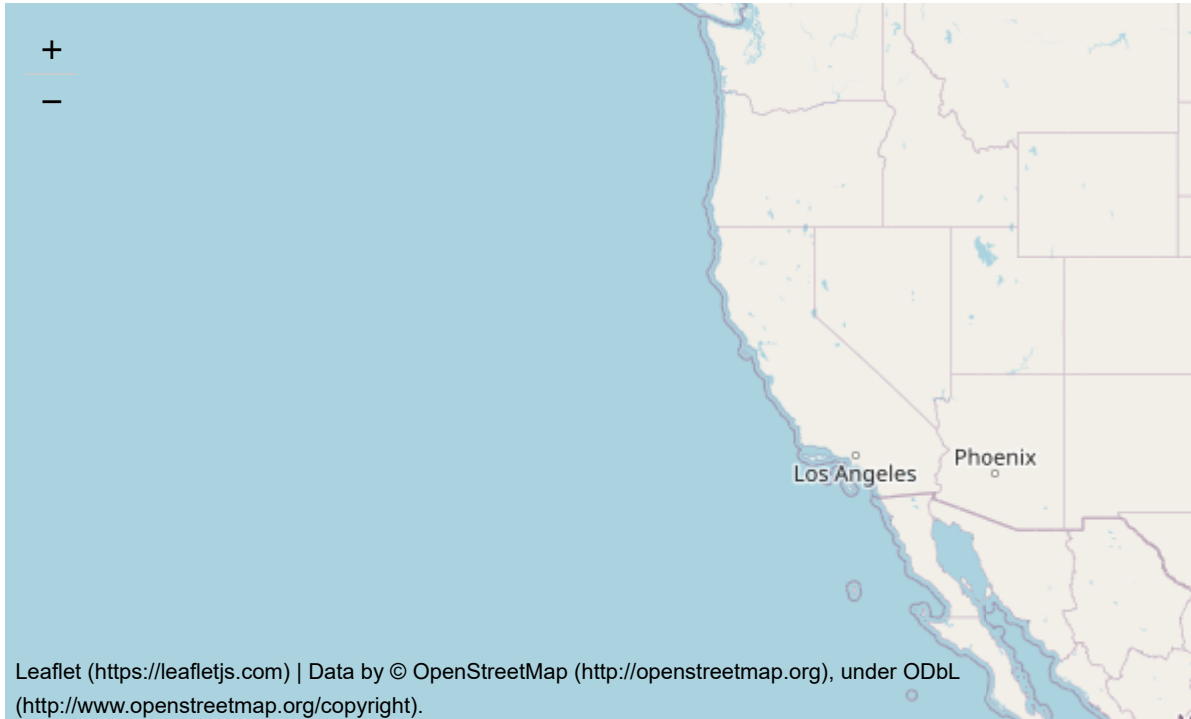 +
−
Phoenix
Los Angeles
Leaflet (https://leafletjs.com) | Data by © OpenStreetMap (http://openstreetmap.org), under ODbL
(http://www.openstreetmap.org/copyright).